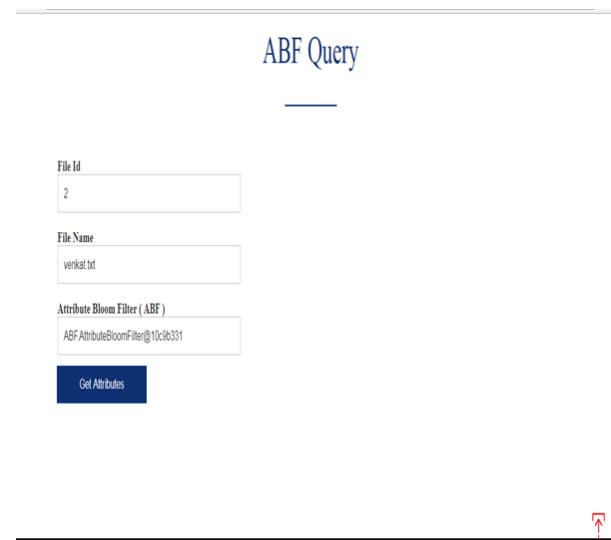 ABF Query
File Id
2
File Name
venkat.txt
Attribute Bloom Filter ( ABF )
ABF.AttributeBloomFilter@10c9b331
Get Attributes